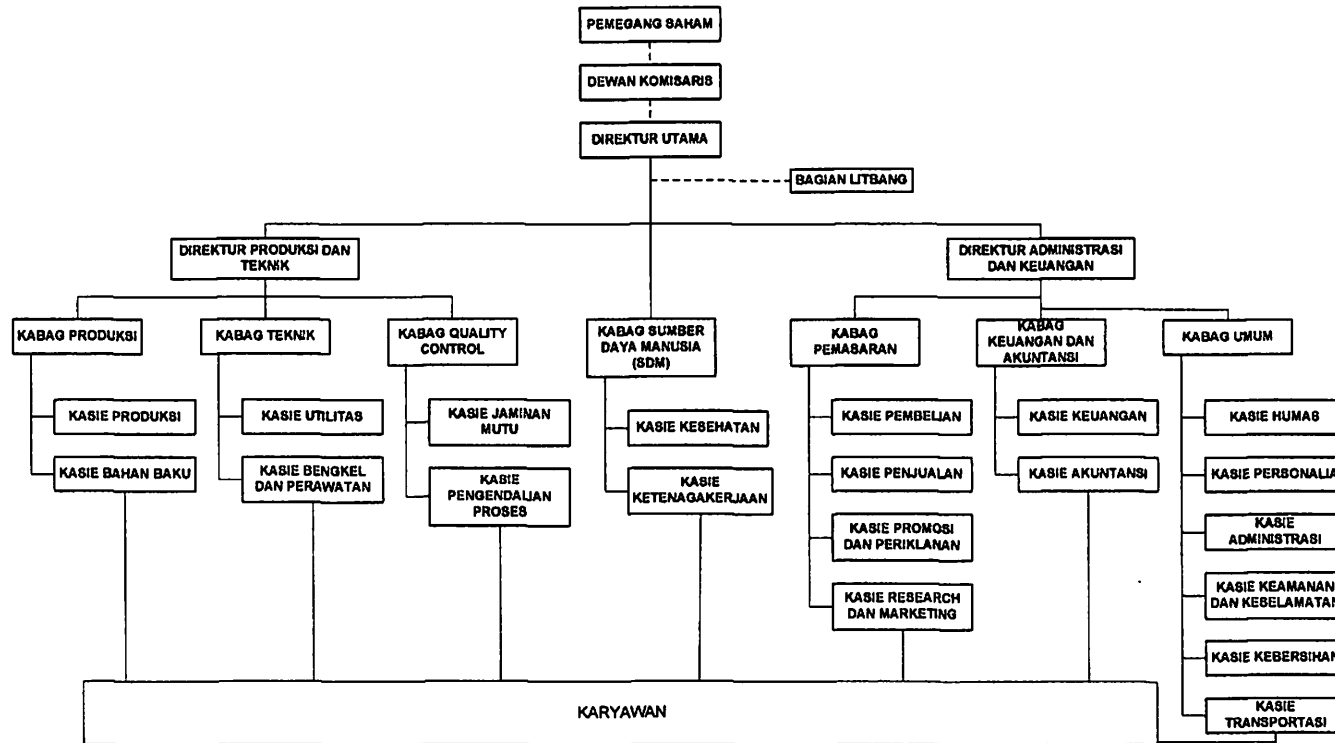 PEMEGANG SAHAM
DEWAN KOMISARIS
DIREKTUR UTAMA
BAGIAN LITBANG
DIREKTUR PRODUKSI DAN
TEKNIK
DIREKTUR ADMINISTRASI
DAN KEUANGAN
KABAG PRODUKSI
KABAG TEKNIK
KABAG QUALITY
CONTROL
KABAG SUMBER
DAYA MANUSIA
(SDM)
KABAG
PEMASARAN
KABAG
KEUANGAN DAN
AKUNTANSI
KABAG UMUM
KASIE PRODUKSI
KASIE BAHAN BAKU
KASIE UTILITAS
KASIE BENGKEL
DAN PERAWATAN
KASIE JAMINAN
MUTU
KASIE
PENGENDALIAN
PROSES
KASIE KESEHATAN
KASIE
KETENAGAKERJAAN
KASIE PEMBELIAN
KASIE PENJUALAN
KASIE PROMOSI
DAN PERIKLANAN
KASIE RESEARCH
DAN MARKETING
KASIE KEUANGAN
KASIE AKUNTANSI
KASIE HUMAS
KASIE PERSONALIA
KASIE
ADMINISTRASI
KASIE KEAMANAN
DAN KESELAMATAN
KASIE KEBERSIHAN
KASIE
TRANSPORTASI
KARYAWAN